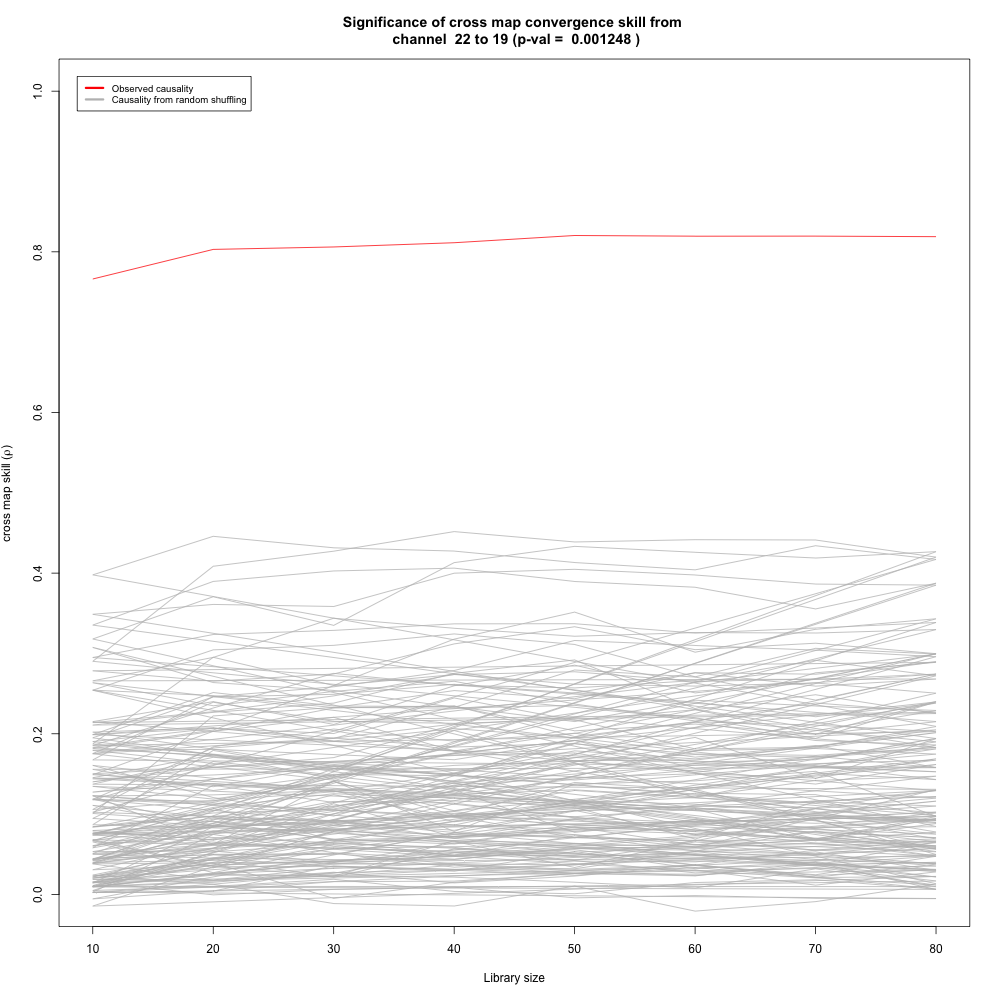 Significance of cross map convergence skill from
channel  22 to 19 (p-val =  0.001248 )
Observed causality
Causality from random shuffling
cross map skill (ρ)
1.0
0.8
0.6
0.4
0.2
0.0
10 20 30 40 50 60 70 80
Library size